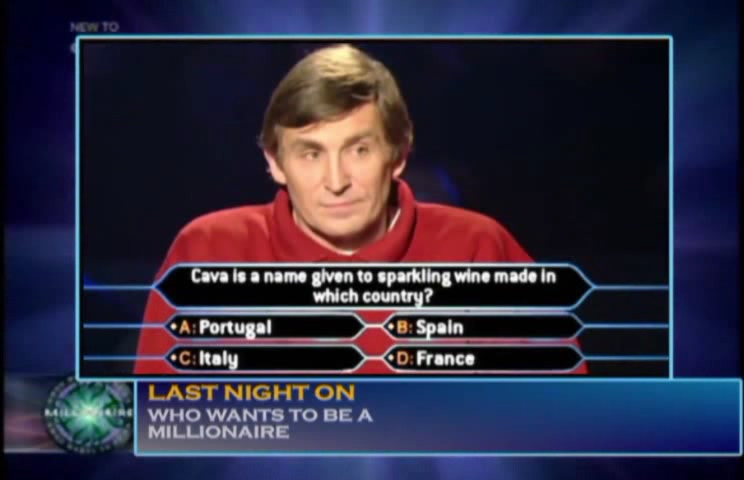 NEW TO
Cava is a name given to sparkling wine made in
which country?
A: Portugal
B: Spain
C: Italy
D: France
LAST NIGHT ON
MILLIONAIRE
WHO WANTS TO BE A
MILLIONAIRE